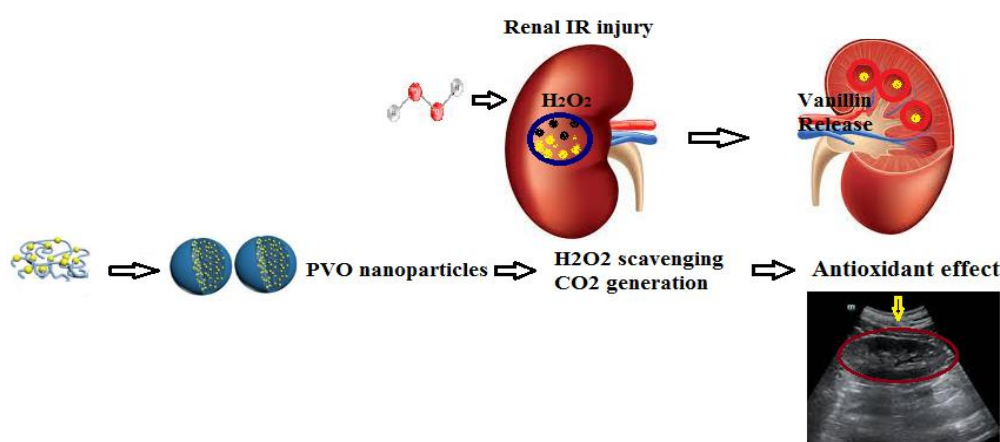 Renal IR injury
H₂O₂
Vanillin
Release
PVO nanoparticles
H2O2 scavenging
CO2 generation
Antioxidant effect